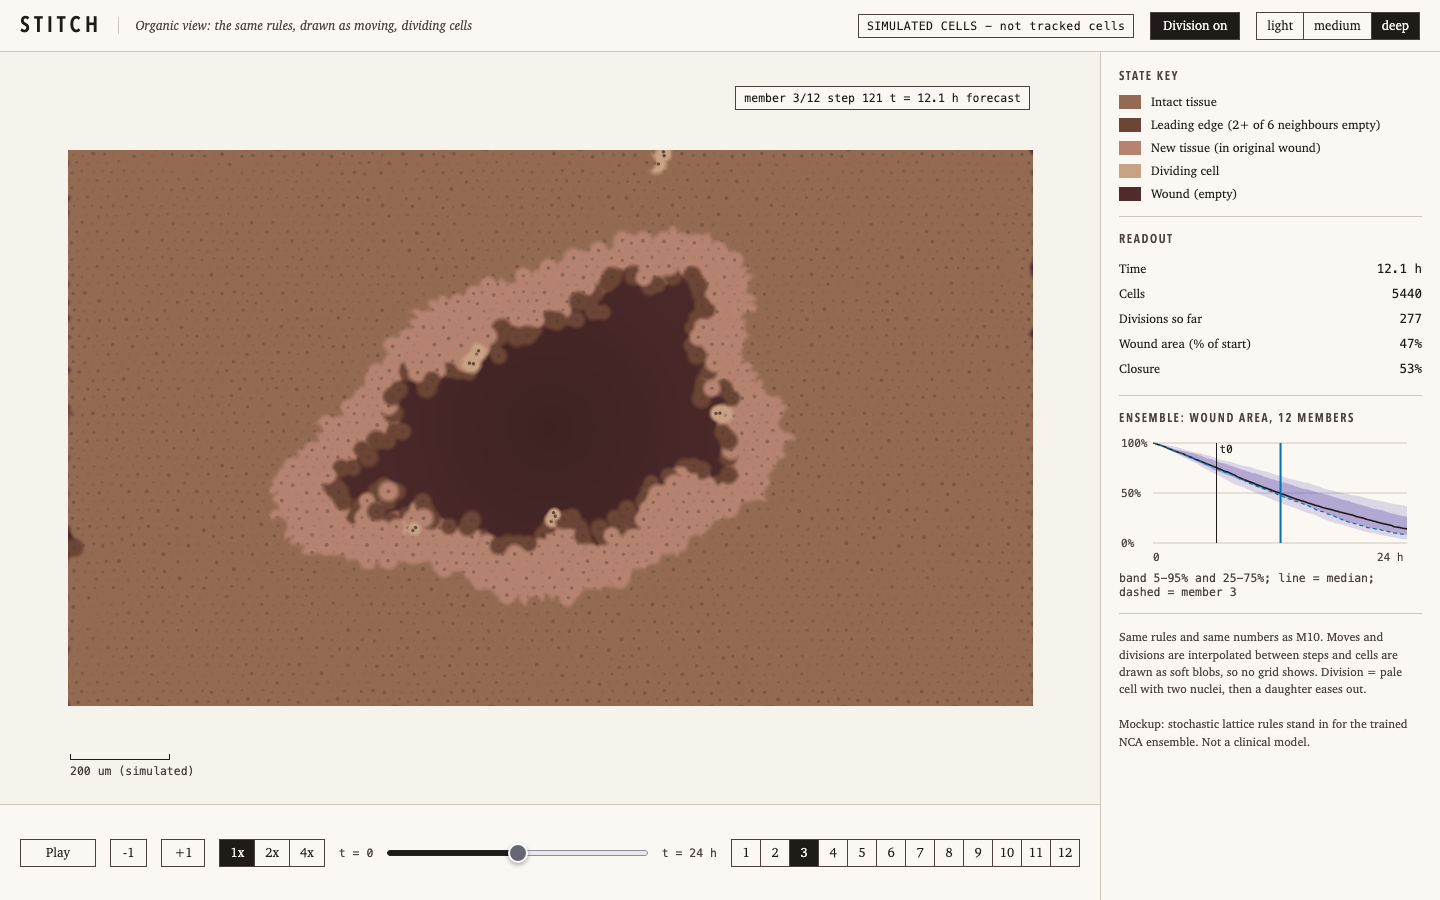 STITCH
Organic view: the same rules, drawn as moving, dividing cells
SIMULATED CELLS – not tracked cells
Division on
light medium deep
member 3/12 step 121 t = 12.1 h forecast
200 um (simulated)
STATE KEY
Intact tissue
Leading edge (2+ of 6 neighbours empty)
New tissue (in original wound)
Dividing cell
Wound (empty)
READOUT
Time 12.1 h
Cells 5440
Divisions so far 277
Wound area (% of start) 47%
Closure 53%
ENSEMBLE: WOUND AREA, 12 MEMBERS
100%
t0
50%
0%
0 24 h
band 5–95% and 25–75%; line = median;
dashed = member 3
Same rules and same numbers as M10. Moves and
divisions are interpolated between steps and cells are
drawn as soft blobs, so no grid shows. Division = pale
cell with two nuclei, then a daughter eases out.
Mockup: stochastic lattice rules stand in for the trained
NCA ensemble. Not a clinical model.
Play -1 +1 1x 2x 4x t = 0 t = 24 h 1 2 3 4 5 6 7 8 9 10 11 12